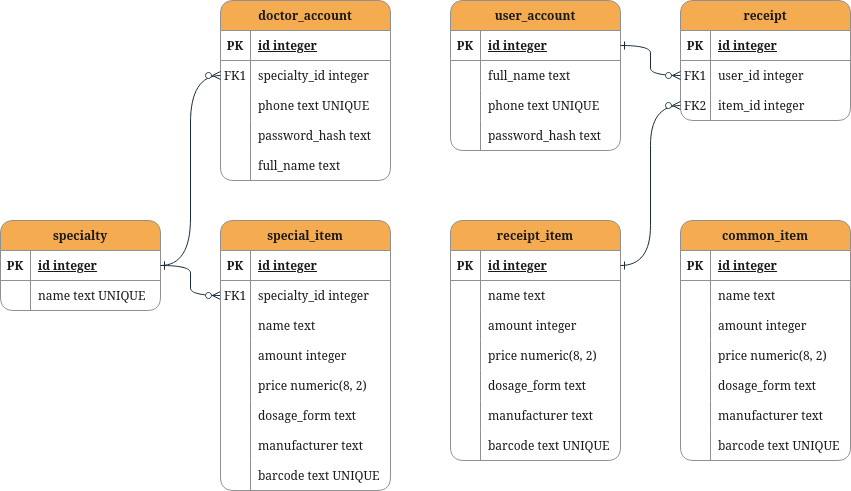 doctor_account
PK id integer
FK1 specialty_id integer
phone text UNIQUE
password_hash text
full_name text
user_account
PK id integer
full_name text
phone text UNIQUE
password_hash text
receipt
PK id integer
FK1 user_id integer
FK2 item_id integer
specialty
PK id integer
name text UNIQUE
special_item
PK id integer
FK1 specialty_id integer
name text
amount integer
price numeric(8, 2)
dosage_form text
manufacturer text
barcode text UNIQUE
receipt_item
PK id integer
name text
amount integer
price numeric(8, 2)
dosage_form text
manufacturer text
barcode text UNIQUE
common_item
PK id integer
name text
amount integer
price numeric(8, 2)
dosage_form text
manufacturer text
barcode text UNIQUE